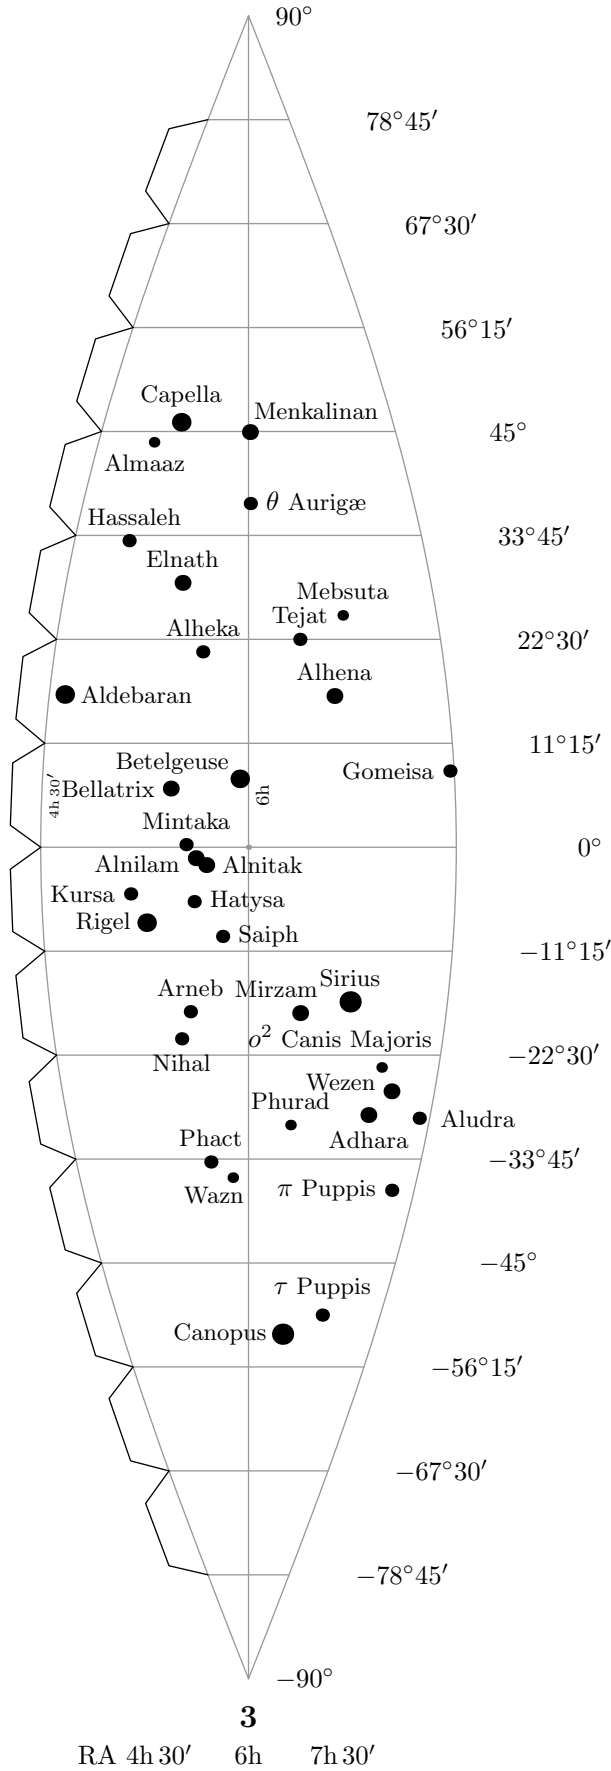 90°
78°45′
67°30′
56°15′
Capella
Menkalinan
45°
Almaaz
θ Aurigæ
Hassaleh
33°45′
Elnath
Mebsuta
Tejat
Alheka
22°30′
Alhena
Aldebaran
11°15′
Betelgeuse
Gomeisa
4h 30′
Bellatrix
6h
Mintaka
0°
Alnilam
Alnitak
Kursa
Hatysa
Rigel
Saiph
−11°15′
Sirius
Arneb
Mirzam
o² Canis Majoris
−22°30′
Nihal
Wezen
Phurad
Aludra
Adhara
Phact
−33°45′
π Puppis
Wazn
−45°
τ Puppis
Canopus
−56°15′
−67°30′
−78°45′
−90°
3
RA 4h 30′ 6h 7h 30′